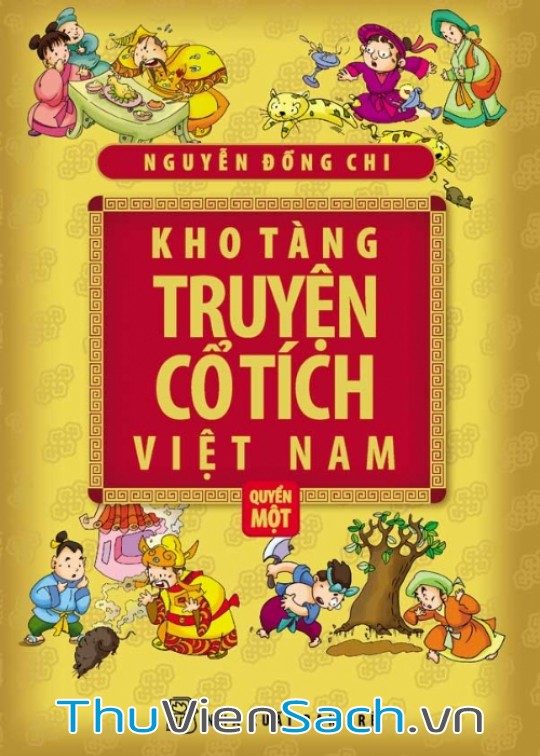 NGUYỄN ĐỔNG CHI
KHO TÀNG
TRUYỆN
CỔ TÍCH
VIỆT NAM
QUYỂN
MỘT
ThuVienSach.vn